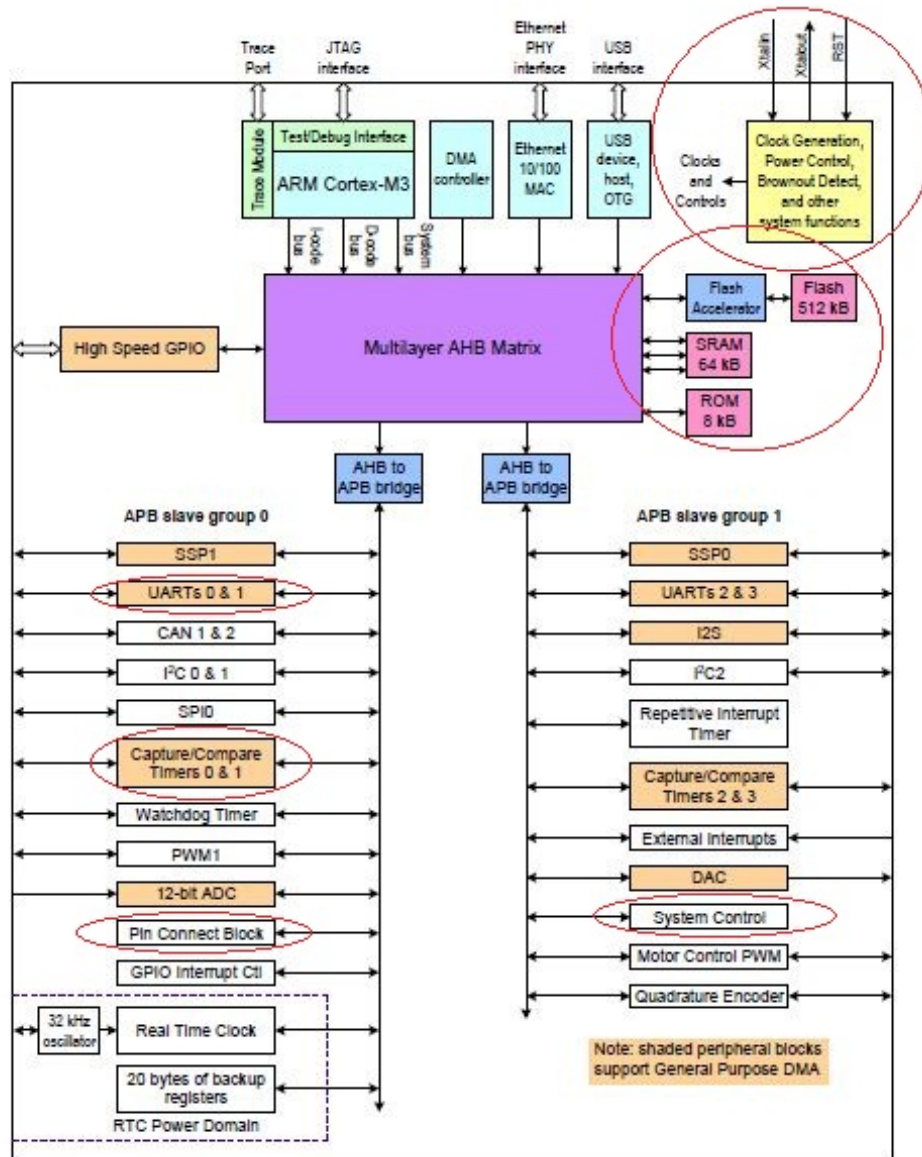 Trace
Port
JTAG
interface
Ethernet
PHY
interface
USB
interface
Xtalin
Xtalout
RST
Trace Module
Test/Debug Interface
ARM Cortex-M3
DMA
controller
Ethernet
10/100
MAC
USB
device,
host,
OTG
Clocks
and
Controls
Clock Generation,
Power Control,
Brownout Detect,
and other
system functions
I-code
bus
D-code
bus
System
bus
Multilayer AHB Matrix
High Speed GPIO
Flash
Accelerator
Flash
512 kB
SRAM
64 kB
ROM
8 kB
AHB to
APB bridge
AHB to
APB bridge
APB slave group 0
SSP1
UARTs 0 & 1
CAN 1 & 2
I²C 0 & 1
SPI0
Capture/Compare
Timers 0 & 1
Watchdog Timer
PWM1
12-bit ADC
Pin Connect Block
GPIO Interrupt Ctl
32 kHz
oscillator
Real Time Clock
20 bytes of backup
registers
RTC Power Domain
APB slave group 1
SSP0
UARTs 2 & 3
I2S
I²C2
Repetitive Interrupt
Timer
Capture/Compare
Timers 2 & 3
External Interrupts
DAC
System Control
Motor Control PWM
Quadrature Encoder
Note: shaded peripheral blocks
support General Purpose DMA